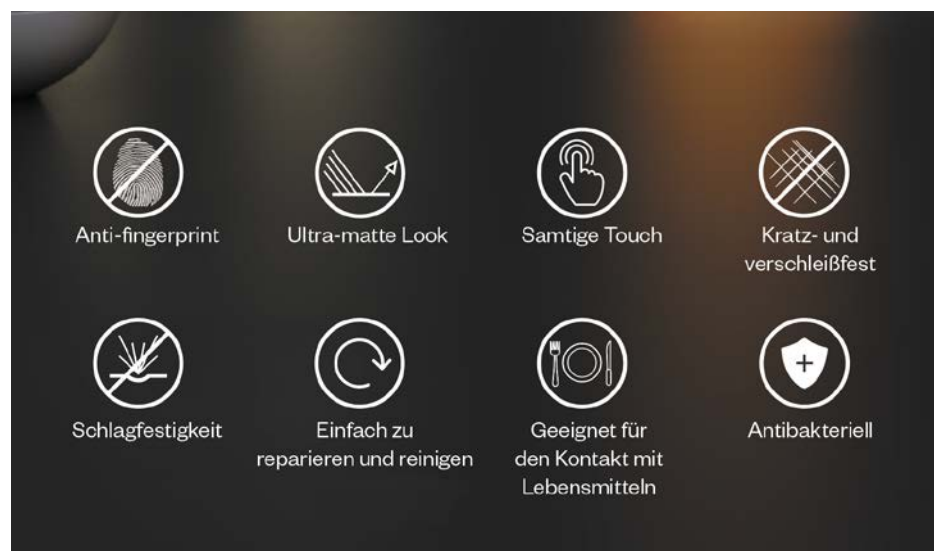 Anti-fingerprint
Ultra-matte Look
Samtige Touch
Kratz- und
verschleißfest
Schlagfestigkeit
Einfach zu
reparieren und reinigen
Geeignet für
den Kontakt mit
Lebensmitteln
Antibakteriell